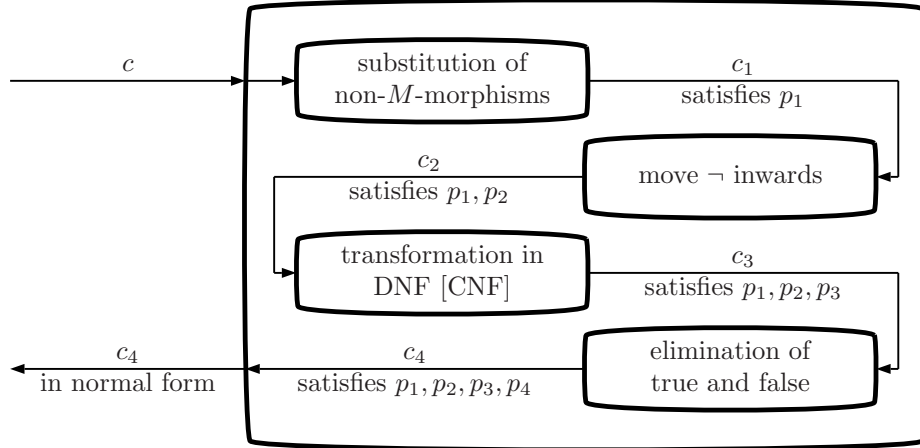 c
substitution of
non-M-morphisms
c₁
satisfies p₁
c₂
satisfies p₁, p₂
move ¬ inwards
transformation in
DNF [CNF]
c₃
satisfies p₁, p₂, p₃
c₄
in normal form
c₄
satisfies p₁, p₂, p₃, p₄
elimination of
true and false